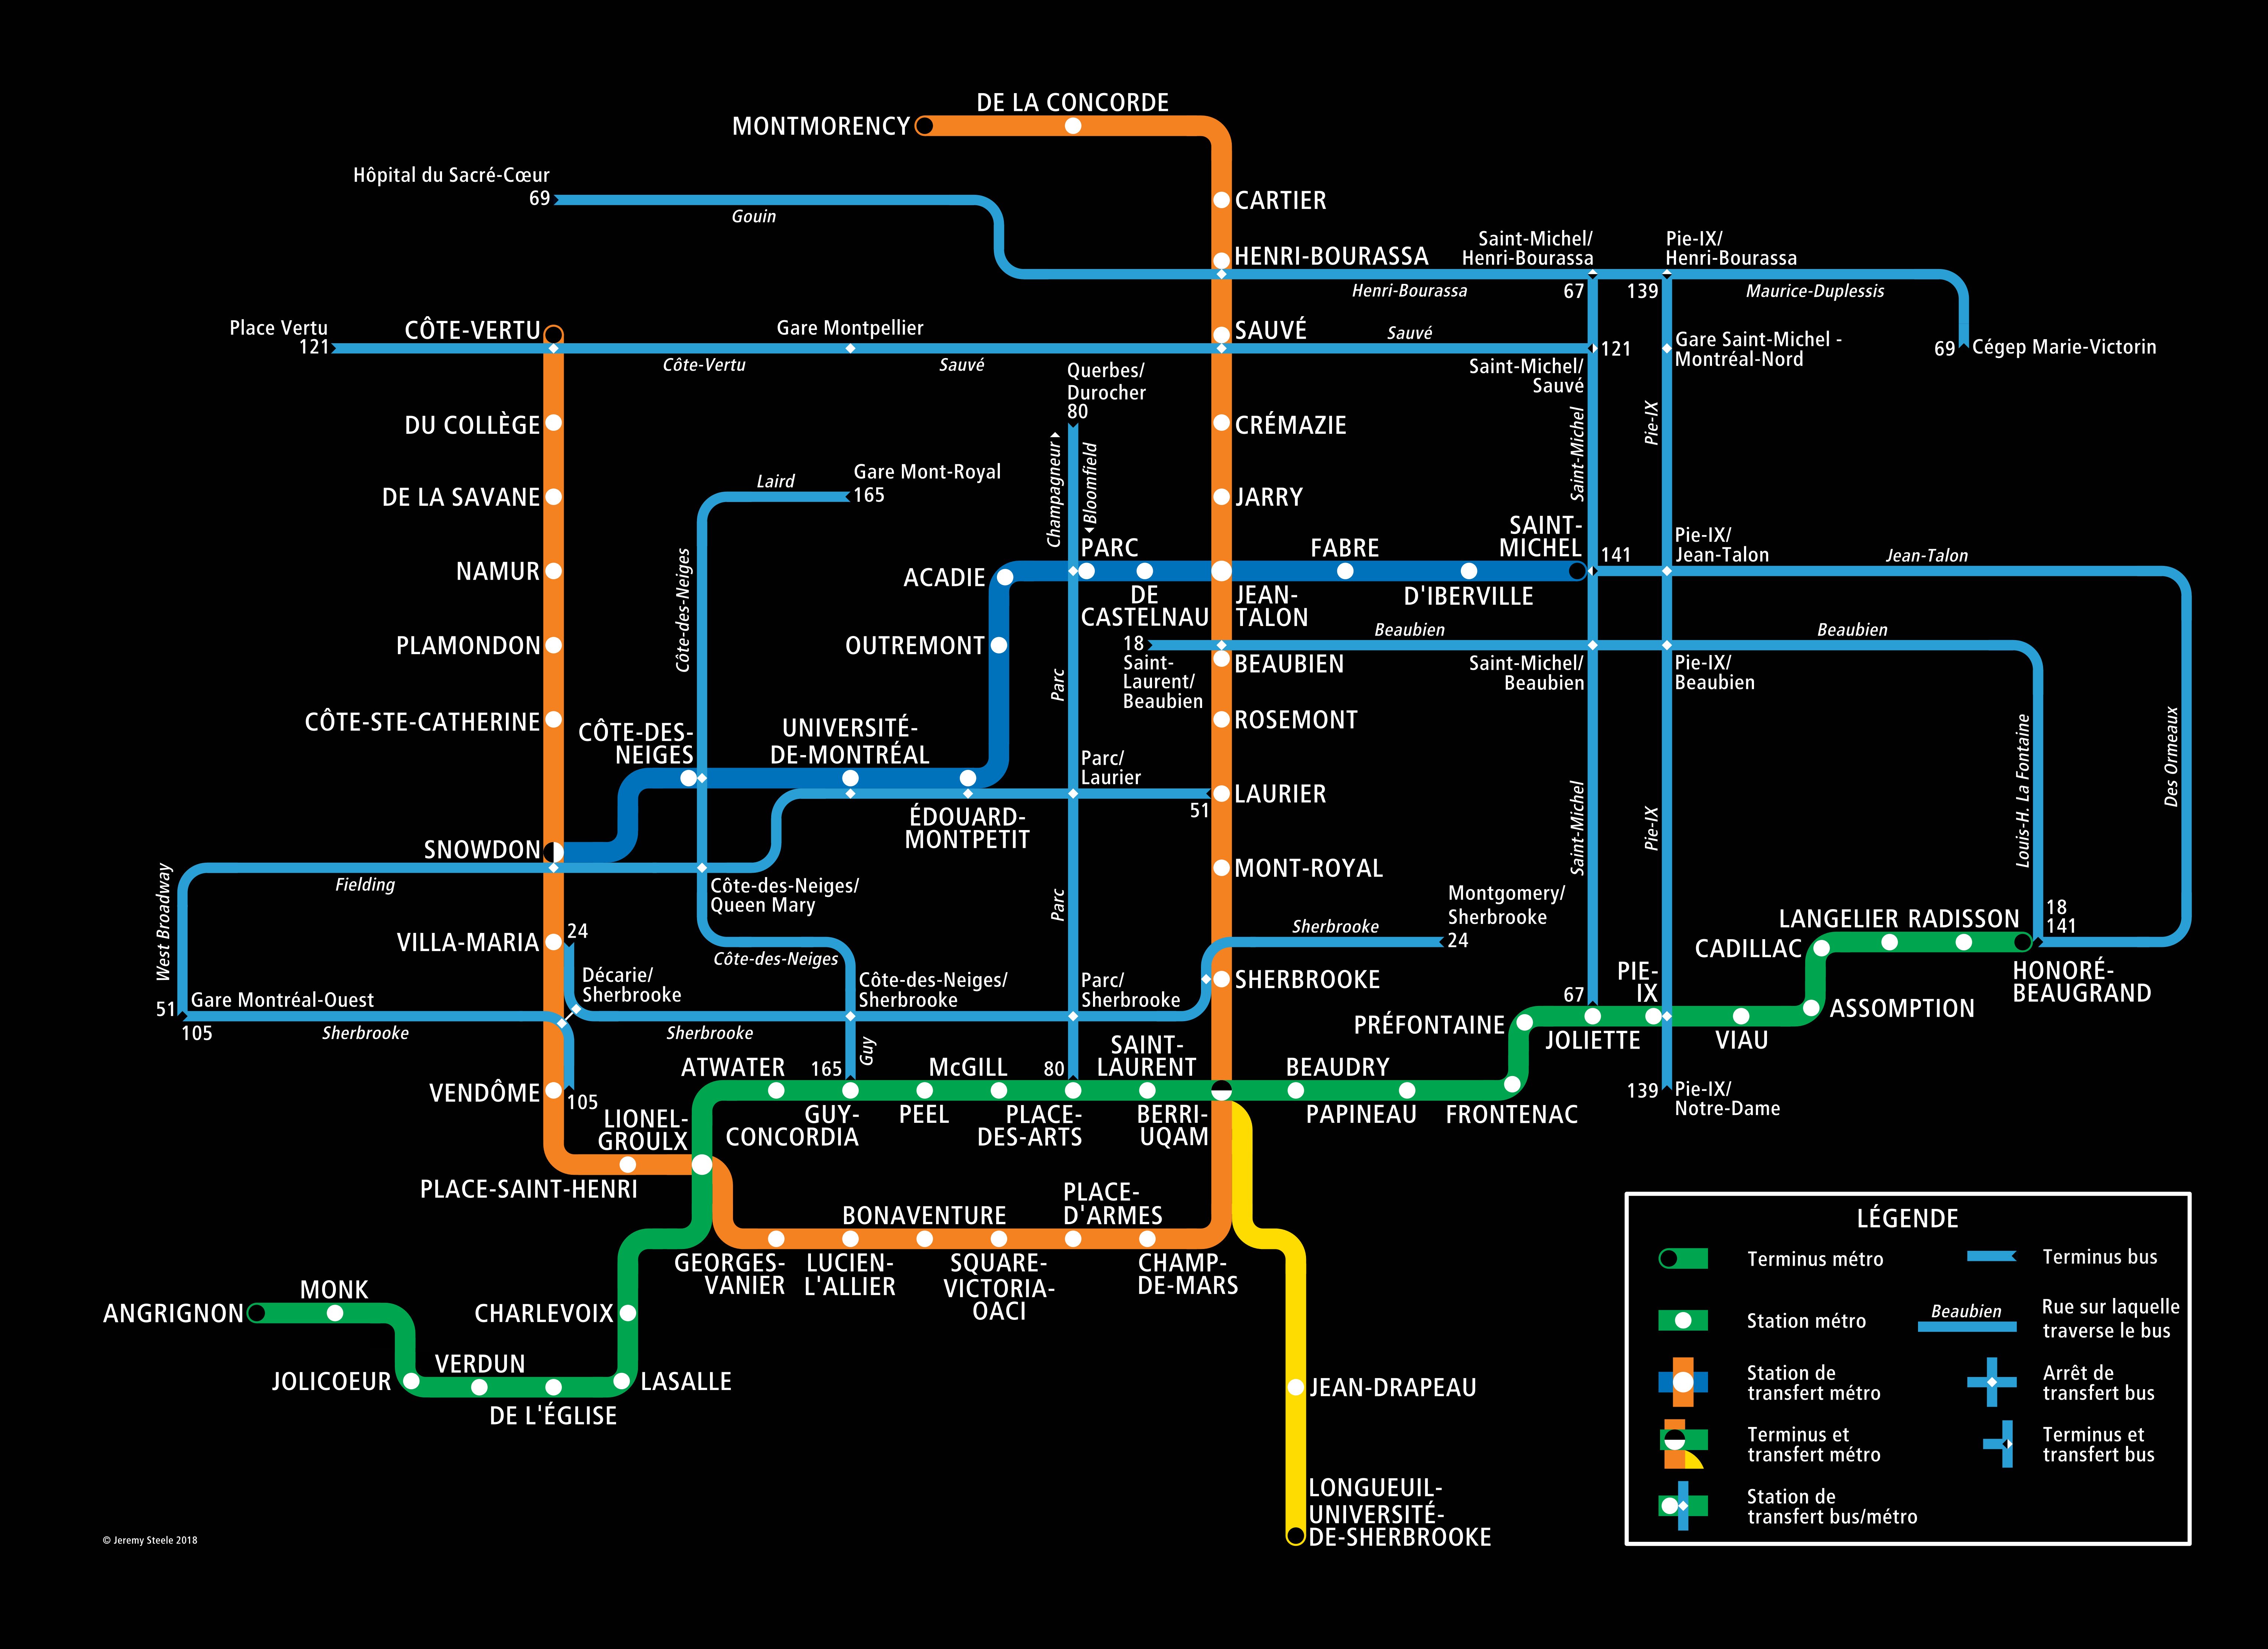 DE LA CONCORDE
MONTMORENCY
Hôpital du Sacré-Cœur
69
Gouin
CARTIER
HENRI-BOURASSA
Saint-Michel/
Henri-Bourassa
Pie-IX/
Henri-Bourassa
Henri-Bourassa
67
139
Maurice-Duplessis
Place Vertu
121
CÔTE-VERTU
Gare Montpellier
SAUVÉ
Sauvé
121
Gare Saint-Michel -
Montréal-Nord
69
Cégep Marie-Victorin
Côte-Vertu
Sauvé
Saint-Michel/
Sauvé
Querbes/
Durocher
80
DU COLLÈGE
CRÉMAZIE
Champagneur
Bloomfield
Saint-Michel
Pie-IX
Laird
Gare Mont-Royal
165
DE LA SAVANE
JARRY
NAMUR
Côte-des-Neiges
ACADIE
PARC
DE
CASTELNAU
JEAN-
TALON
FABRE
D'IBERVILLE
SAINT-
MICHEL
141
Pie-IX/
Jean-Talon
Jean-Talon
PLAMONDON
OUTREMONT
18
Saint-
Laurent/
Beaubien
Beaubien
BEAUBIEN
Saint-Michel/
Beaubien
Pie-IX/
Beaubien
Beaubien
Parc
CÔTE-STE-CATHERINE
CÔTE-DES-
NEIGES
UNIVERSITÉ-
DE-MONTRÉAL
ROSEMONT
Parc/
Laurier
51
LAURIER
ÉDOUARD-
MONTPETIT
Saint-Michel
Pie-IX
Louis-H. La Fontaine
Des Ormeaux
SNOWDON
Fielding
West Broadway
Côte-des-Neiges/
Queen Mary
Parc
MONT-ROYAL
Montgomery/
Sherbrooke
24
Sherbrooke
VILLA-MARIA
24
Côte-des-Neiges
Décarie/
Sherbrooke
Côte-des-Neiges/
Sherbrooke
Parc/
Sherbrooke
SHERBROOKE
51
Gare Montréal-Ouest
105
Sherbrooke
Sherbrooke
Guy
CADILLAC
LANGELIER
RADISSON
18
141
HONORÉ-
BEAUGRAND
PRÉFONTAINE
67
JOLIETTE
PIE-
IX
VIAU
ASSOMPTION
VENDÔME
105
ATWATER
165
GUY-
CONCORDIA
PEEL
McGILL
80
PLACE-
DES-ARTS
SAINT-
LAURENT
BERRI-
UQAM
BEAUDRY
PAPINEAU
FRONTENAC
139
Pie-IX/
Notre-Dame
LIONEL-
GROULX
PLACE-SAINT-HENRI
GEORGES-
VANIER
LUCIEN-
L'ALLIER
BONAVENTURE
SQUARE-
VICTORIA-
OACI
PLACE-
D'ARMES
CHAMP-
DE-MARS
ANGRIGNON
MONK
JOLICOEUR
VERDUN
DE L'ÉGLISE
LASALLE
CHARLEVOIX
JEAN-DRAPEAU
LONGUEUIL-
UNIVERSITÉ-
DE-SHERBROOKE
LÉGENDE
Terminus métro
Station métro
Station de
transfert métro
Terminus et
transfert métro
Station de
transfert bus/métro
Terminus bus
Beaubien
Rue sur laquelle
traverse le bus
Arrêt de
transfert bus
Terminus et
transfert bus
© Jeremy Steele 2018